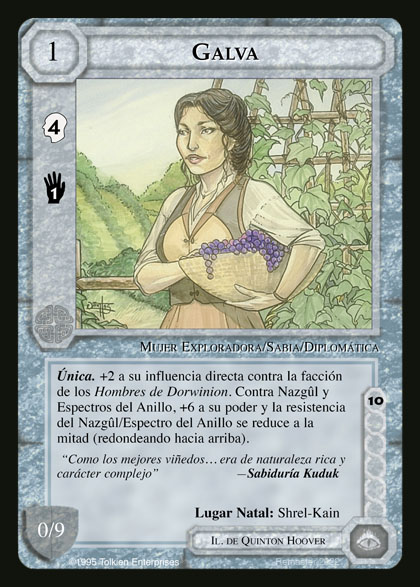 1
GALVA
4
1
MUJER EXPLORADORA/SABIA/DIPLOMÁTICA
Única. +2 a su influencia directa contra la facción
de los Hombres de Dorwinion. Contra Nazgûl y
Espectros del Anillo, +6 a su poder y la resistencia
del Nazgûl/Espectro del Anillo se reduce a la
mitad (redondeando hacia arriba).
10
“Como los mejores viñedos… era de naturaleza rica y
carácter complejo” –Sabiduría Kuduk
Lugar Natal: Shrel-Kain
0/9
IL. DE QUINTON HOOVER
©1995 Tolkien Enterprises